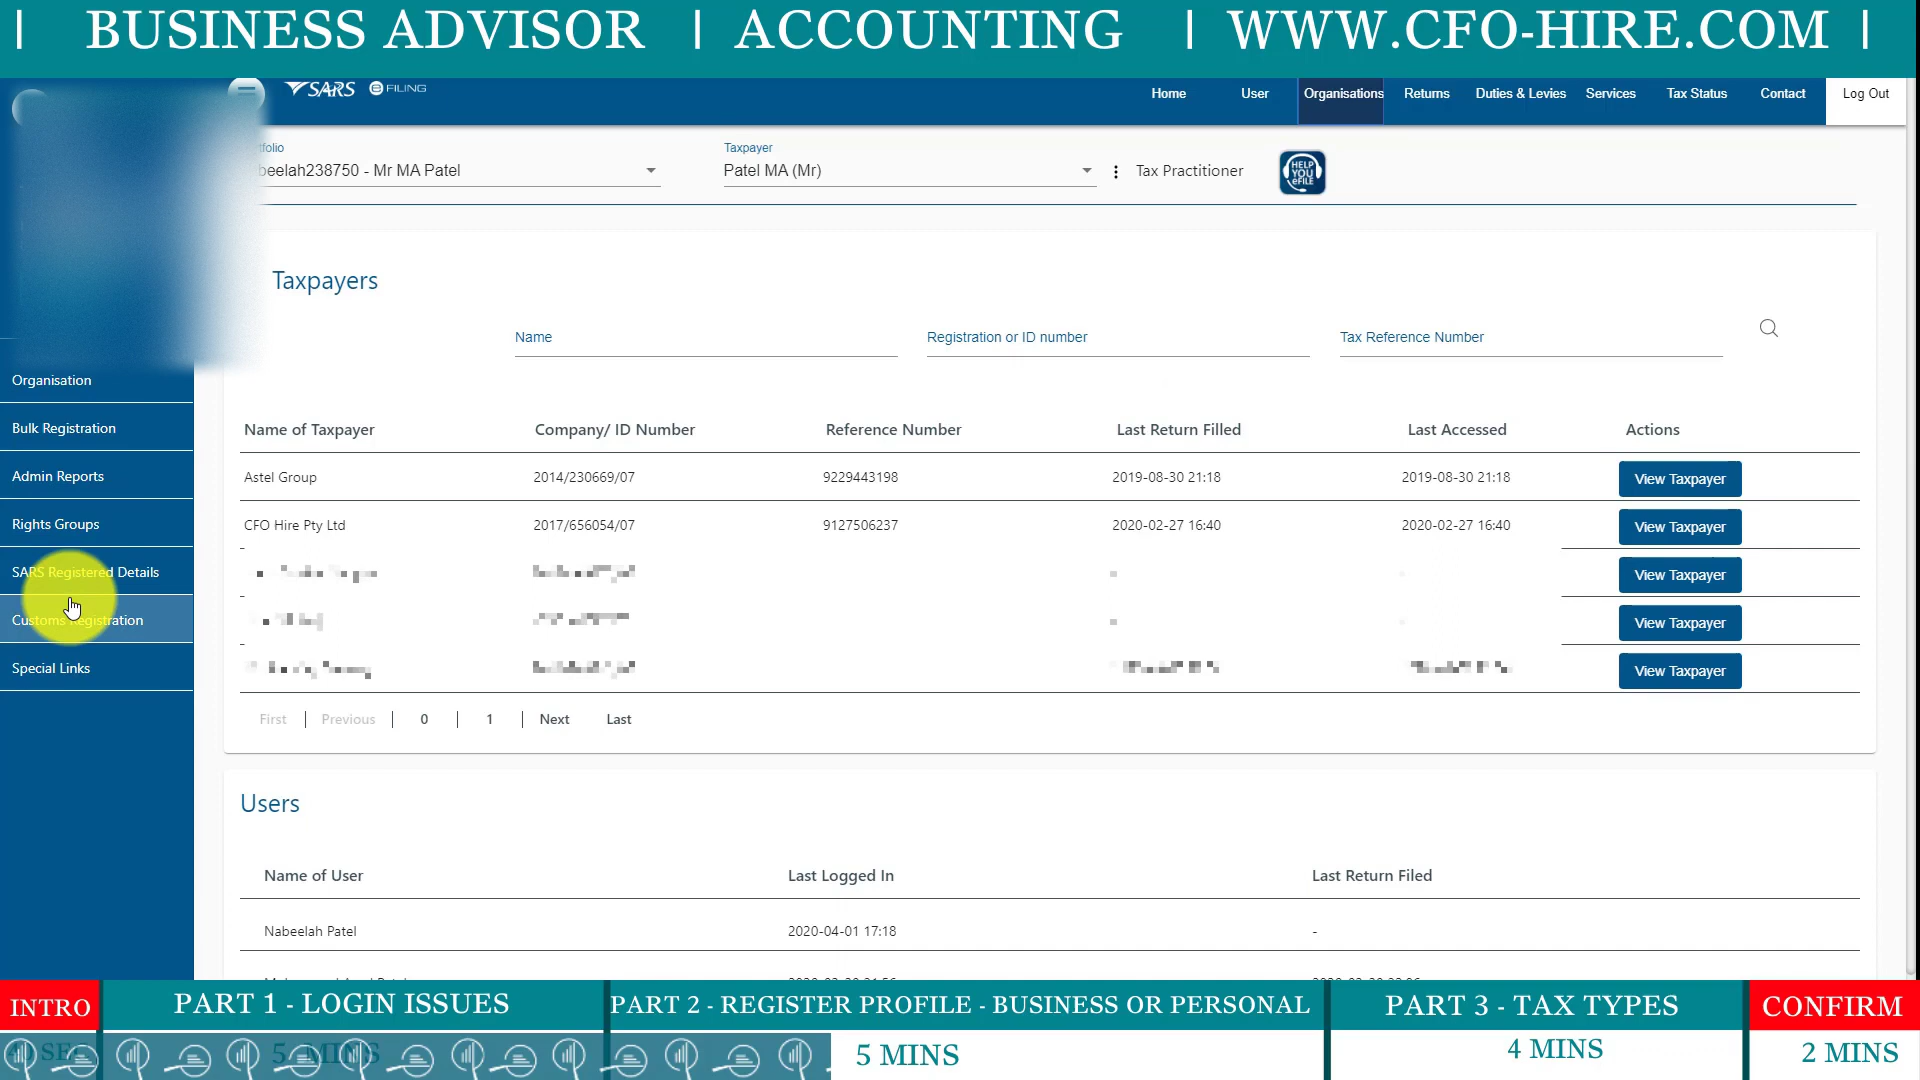 | BUSINESS ADVISOR | ACCOUNTING | WWW.CFO-HIRE.COM |
SARS e FILING
Home User Organisations Returns Duties & Levies Services Tax Status Contact Log Out
tfolio
Taxpayer
beelah238750 - Mr MA Patel
Patel MA (Mr)
Tax Practitioner
HELP YOU eFILE
Taxpayers
Name
Registration or ID number
Tax Reference Number
Organisation
Bulk Registration
Admin Reports
Rights Groups
SARS Registered Details
Customs Registration
Special Links
Name of Taxpayer Company/ ID Number Reference Number Last Return Filled Last Accessed Actions
Astel Group 2014/230669/07 9229443198 2019-08-30 21:18 2019-08-30 21:18 View Taxpayer
CFO Hire Pty Ltd 2017/656054/07 9127506237 2020-02-27 16:40 2020-02-27 16:40 View Taxpayer
View Taxpayer
View Taxpayer
View Taxpayer
First | Previous | 0 | 1 | Next Last
Users
Name of User Last Logged In Last Return Filed
Nabeelah Patel 2020-04-01 17:18 -
INTRO PART 1 - LOGIN ISSUES PART 2 - REGISTER PROFILE - BUSINESS OR PERSONAL PART 3 - TAX TYPES CONFIRM
5 MINS 5 MINS 4 MINS 2 MINS